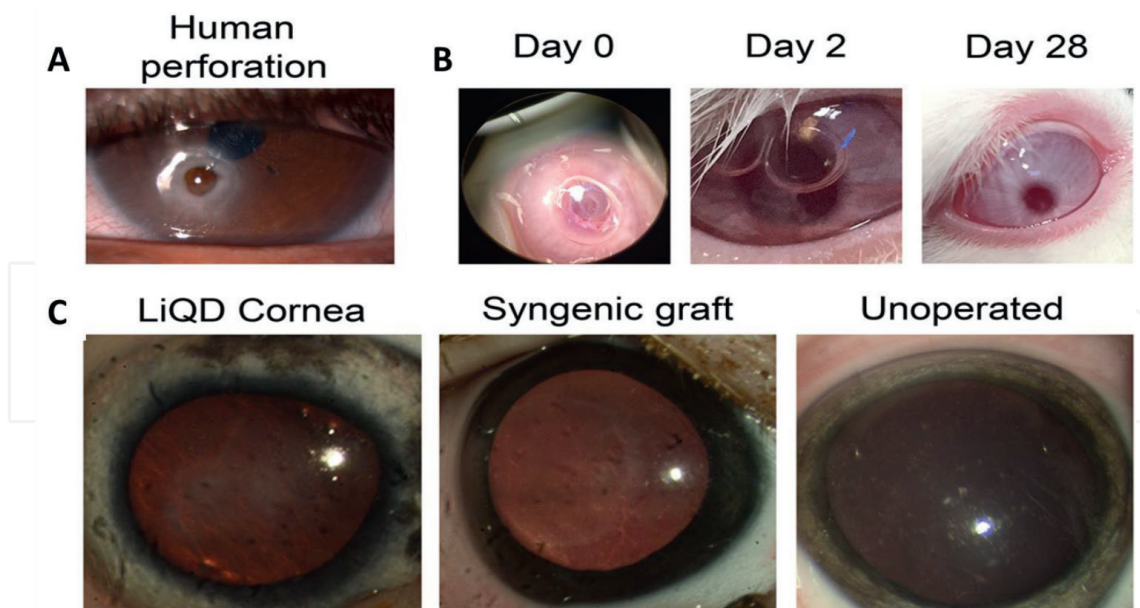 A
Human
perforation
B
Day 0
Day 2
Day 28
C
LiQD Cornea
Syngenic graft
Unoperated